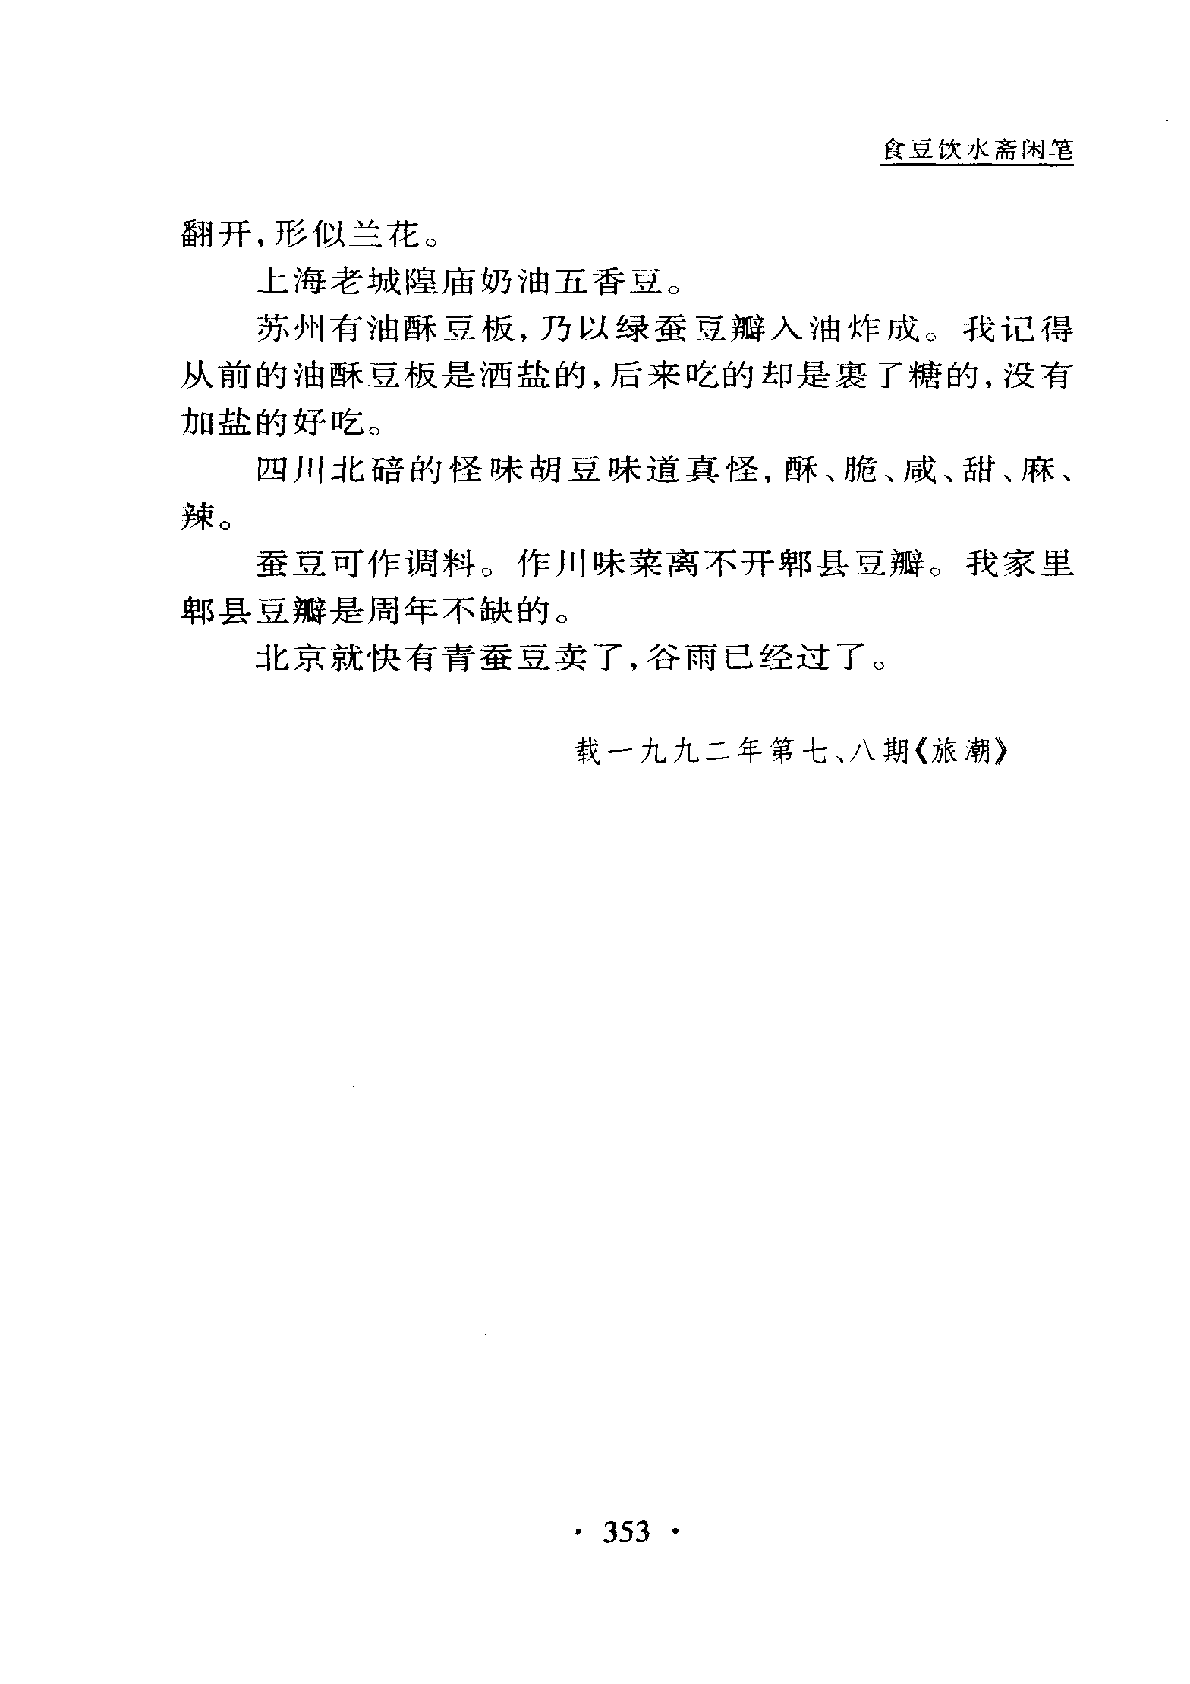 食豆饮水斋闲笔
翻开,形似兰花。
上海老城隍庙奶油五香豆。
苏州有油酥豆板,乃以绿蚕豆瓣入油炸成。我记得
从前的油酥豆板是洒盐的,后来吃的却是裹了糖的,没有
加盐的好吃。
四川北碚的怪味胡豆味道真怪,酥、脆、咸、甜、麻、
辣。
蚕豆可作调料。作川味菜离不开郫县豆瓣。我家里
郫县豆瓣是周年不缺的。
北京就快有青蚕豆卖了,谷雨已经过了。
载一九九二年第七、八期《旅潮》
· 353 ·